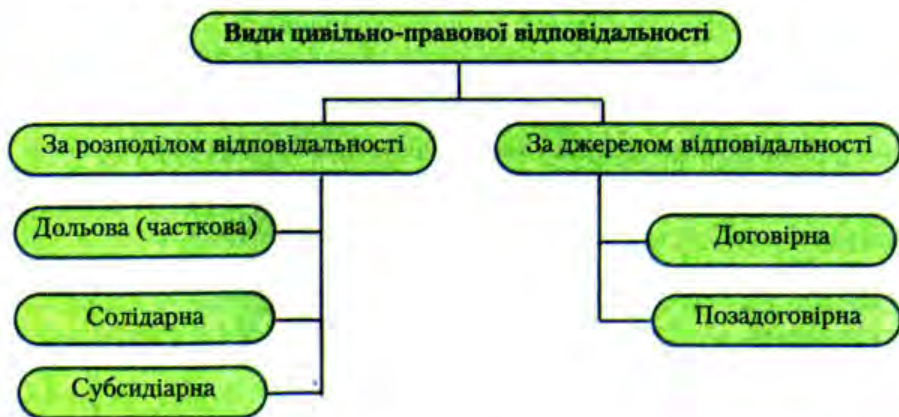 Види цивільно-правової відповідальності
За розподілом відповідальності
За джерелом відповідальності
Дольова (часткова)
Солідарна
Субсидіарна
Договірна
Позадоговірна